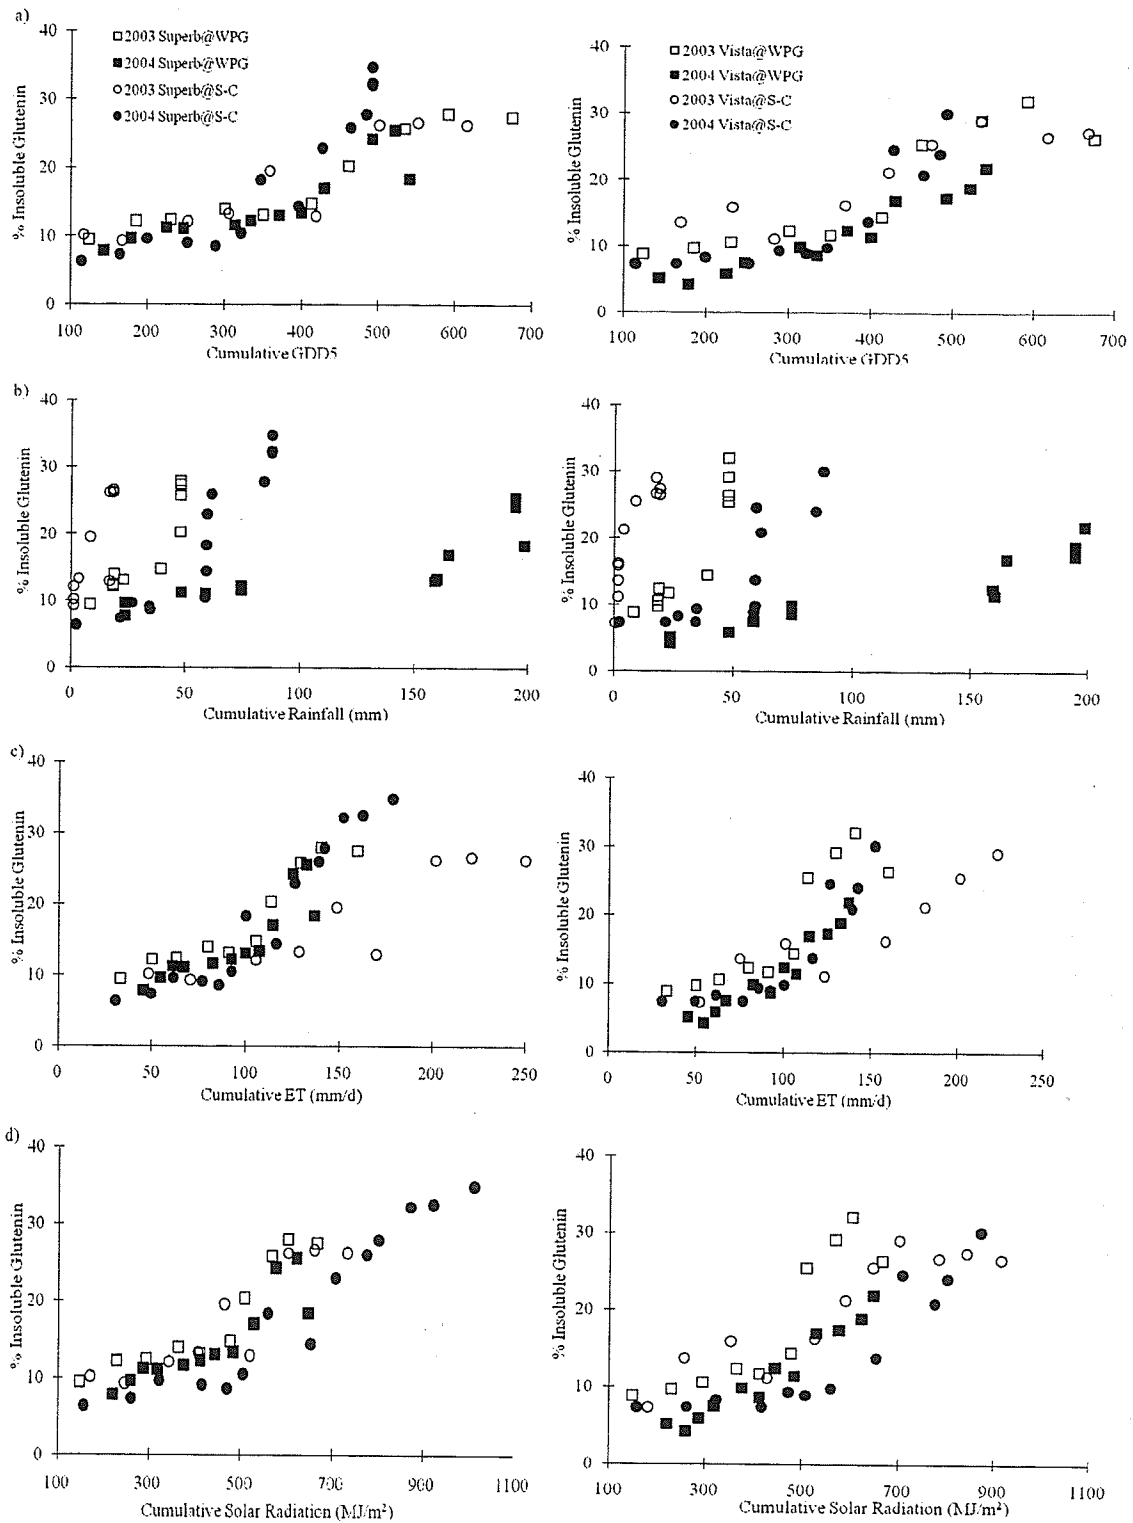 a)
40
30
20
10
0
% Insoluble Glutenin
2003 Superb@WPG
2004 Superb@WPG
2003 Superb@S-C
2004 Superb@S-C
100 200 300 400 500 600 700
Cumulative GDD5
40
30
20
10
0
% Insoluble Glutenin
2003 Vista@WPG
2004 Vista@WPG
2003 Vista@S-C
2004 Vista@S-C
100 200 300 400 500 600 700
Cumulative GDD5
b)
40
30
20
10
0
% Insoluble Glutenin
0 50 100 150 200
Cumulative Rainfall (mm)
40
30
20
10
0
% Insoluble Glutenin
0 50 100 150 200
Cumulative Rainfall (mm)
c)
40
30
20
10
0
% Insoluble Glutenin
0 50 100 150 200 250
Cumulative ET (mm/d)
40
30
20
10
0
% Insoluble Glutenin
0 50 100 150 200 250
Cumulative ET (mm/d)
d)
40
30
20
10
0
% Insoluble Glutenin
100 300 500 700 900 1100
Cumulative Solar Radiation (MJ/m²)
40
30
20
10
0
% Insoluble Glutenin
100 300 500 700 900 1100
Cumulative Solar Radiation (MJ/m²)